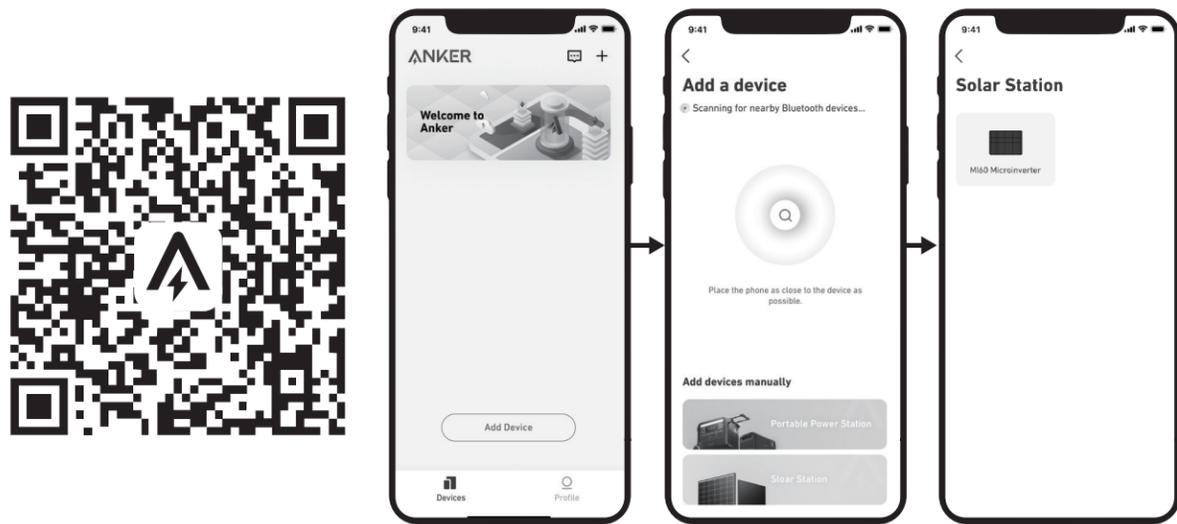 9:41
ANKER
Welcome to
Anker
Add Device
Devices
Profile
9:41
Add a device
Scanning for nearby Bluetooth devices...
Place the phone as close to the device as
possible.
Add devices manually
Portable Power Station
Sloar Station
9:41
Solar Station
MI60 Microinverter